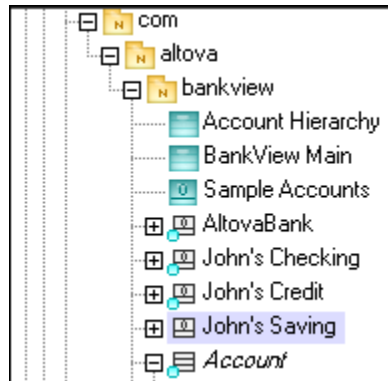 com
altova
bankview
Account Hierarchy
BankView Main
Sample Accounts
AltovaBank
John's Checking
John's Credit
John's Saving
Account